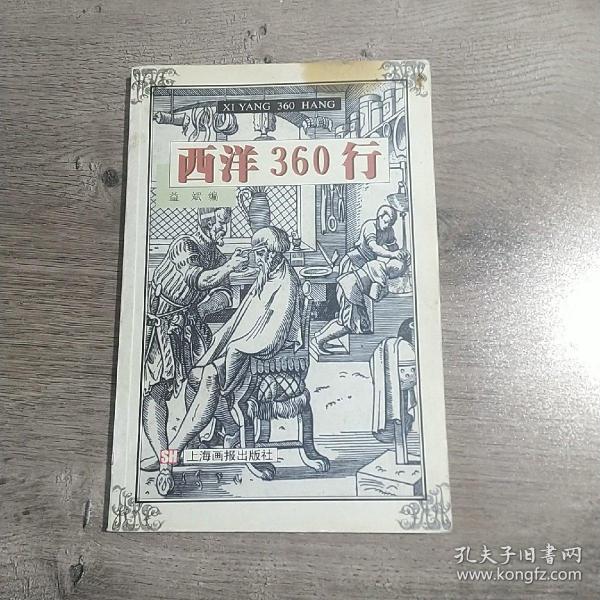 XI YANG 360 HANG
西洋360行
益斌编
SH 上海画报出版社
孔夫子旧书网
www.kongfz.com